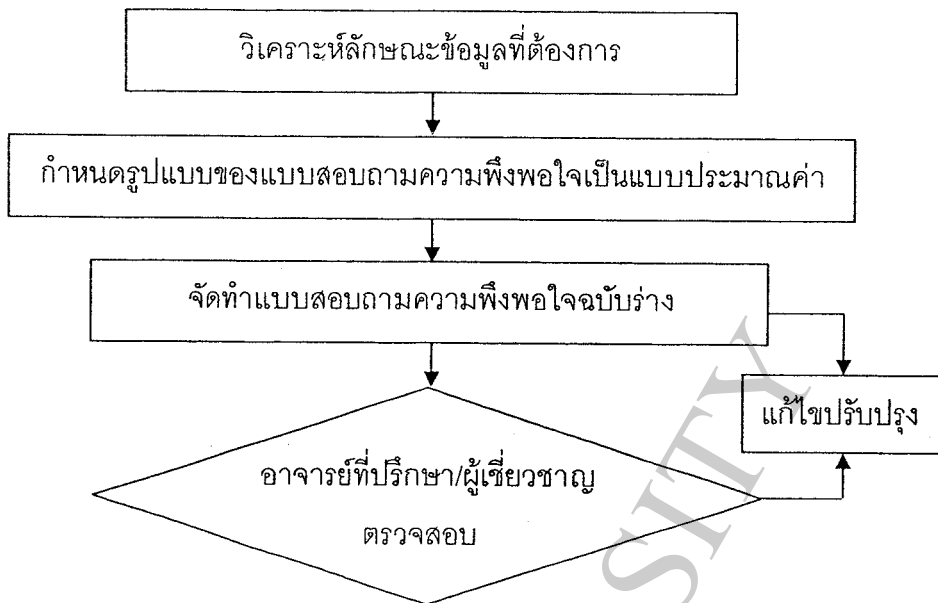 วิเคราะห์ลักษณะข้อมูลที่ต้องการ
กำหนดรูปแบบของแบบสอบถามความพึงพอใจเป็นแบบประมาณค่า
จัดทำแบบสอบถามความพึงพอใจฉบับร่าง
แก้ไขปรับปรุง
อาจารย์ที่ปรึกษา/ผู้เชี่ยวชาญ
ตรวจสอบ
SITY